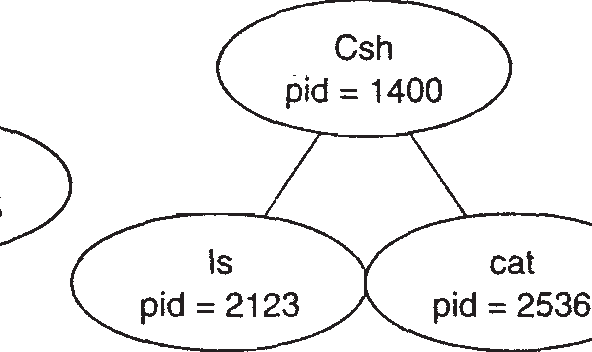 Csh
pid = 1400
ls
pid = 2123
cat
pid = 2536